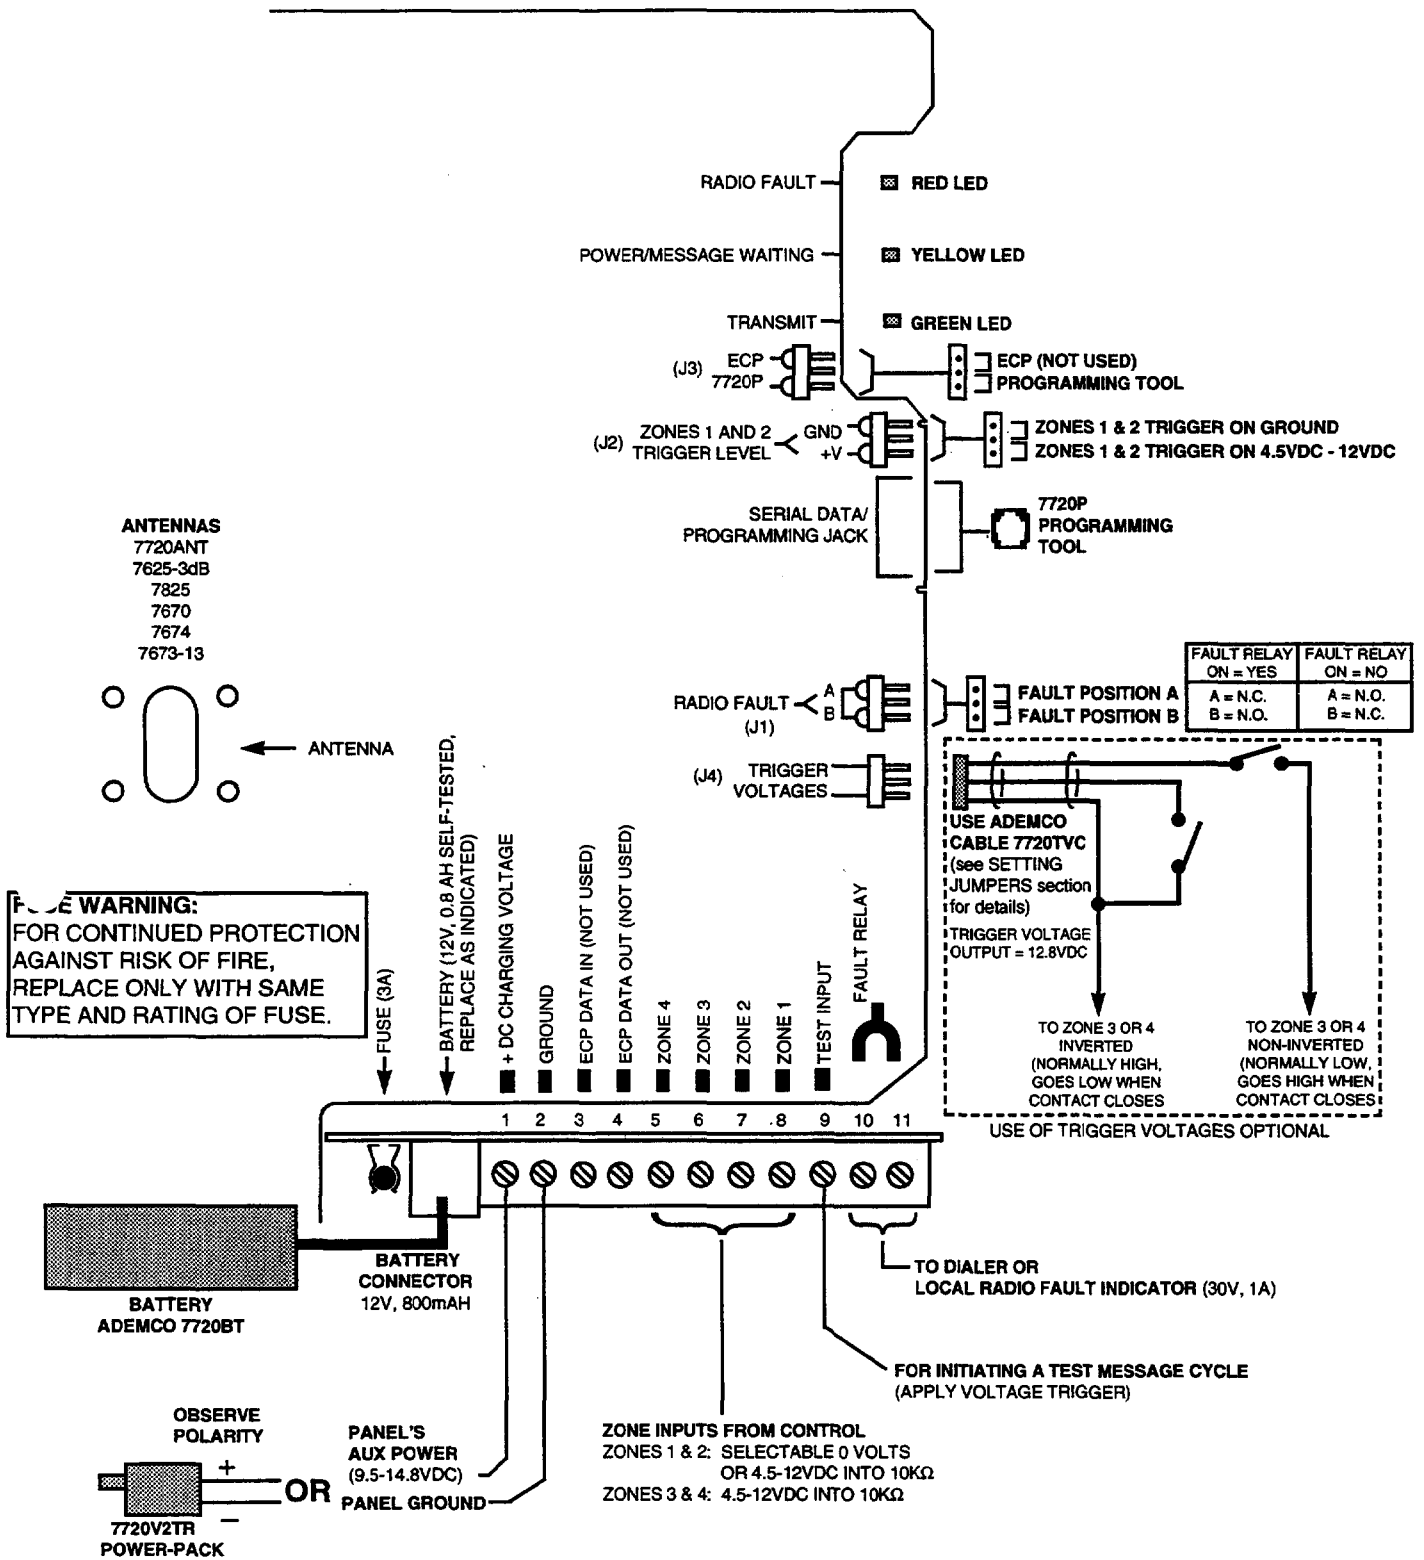 RADIO FAULT
RED LED
POWER/MESSAGE WAITING
YELLOW LED
TRANSMIT
GREEN LED
(J3)
ECP
7720P
ECP (NOT USED)
PROGRAMMING TOOL
(J2)
ZONES 1 AND 2
TRIGGER LEVEL
GND
+V
ZONES 1 & 2 TRIGGER ON GROUND
ZONES 1 & 2 TRIGGER ON 4.5VDC - 12VDC
SERIAL DATA/
PROGRAMMING JACK
7720P
PROGRAMMING
TOOL
ANTENNAS
7720ANT
7625-3dB
7825
7670
7674
7673-13
ANTENNA
RADIO FAULT
(J1)
A
B
FAULT POSITION A
FAULT POSITION B
FAULT RELAY
ON = YES
FAULT RELAY
ON = NO
A = N.C.
B = N.O.
A = N.O.
B = N.C.
(J4)
TRIGGER
VOLTAGES
USE ADEMCO
CABLE 7720TVC
(see SETTING
JUMPERS section
for details)
TRIGGER VOLTAGE
OUTPUT = 12.8VDC
TO ZONE 3 OR 4
INVERTED
(NORMALLY HIGH,
GOES LOW WHEN
CONTACT CLOSES
TO ZONE 3 OR 4
NON-INVERTED
(NORMALLY LOW,
GOES HIGH WHEN
CONTACT CLOSES
USE OF TRIGGER VOLTAGES OPTIONAL
WARNING:
FOR CONTINUED PROTECTION
AGAINST RISK OF FIRE,
REPLACE ONLY WITH SAME
TYPE AND RATING OF FUSE.
FUSE (3A)
BATTERY (12V, 0.8 AH SELF-TESTED,
REPLACE AS INDICATED)
+ DC CHARGING VOLTAGE
GROUND
ECP DATA IN (NOT USED)
ECP DATA OUT (NOT USED)
ZONE 4
ZONE 3
ZONE 2
ZONE 1
TEST INPUT
FAULT RELAY
1 2 3 4 5 6 7 8 9 10 11
BATTERY
CONNECTOR
12V, 800mAH
BATTERY
ADEMCO 7720BT
TO DIALER OR
LOCAL RADIO FAULT INDICATOR (30V, 1A)
FOR INITIATING A TEST MESSAGE CYCLE
(APPLY VOLTAGE TRIGGER)
OBSERVE
POLARITY
+
−
OR
7720V2TR
POWER-PACK
PANEL'S
AUX POWER
(9.5-14.8VDC)
PANEL GROUND
ZONE INPUTS FROM CONTROL
ZONES 1 & 2: SELECTABLE 0 VOLTS
OR 4.5-12VDC INTO 10KΩ
ZONES 3 & 4: 4.5-12VDC INTO 10KΩ